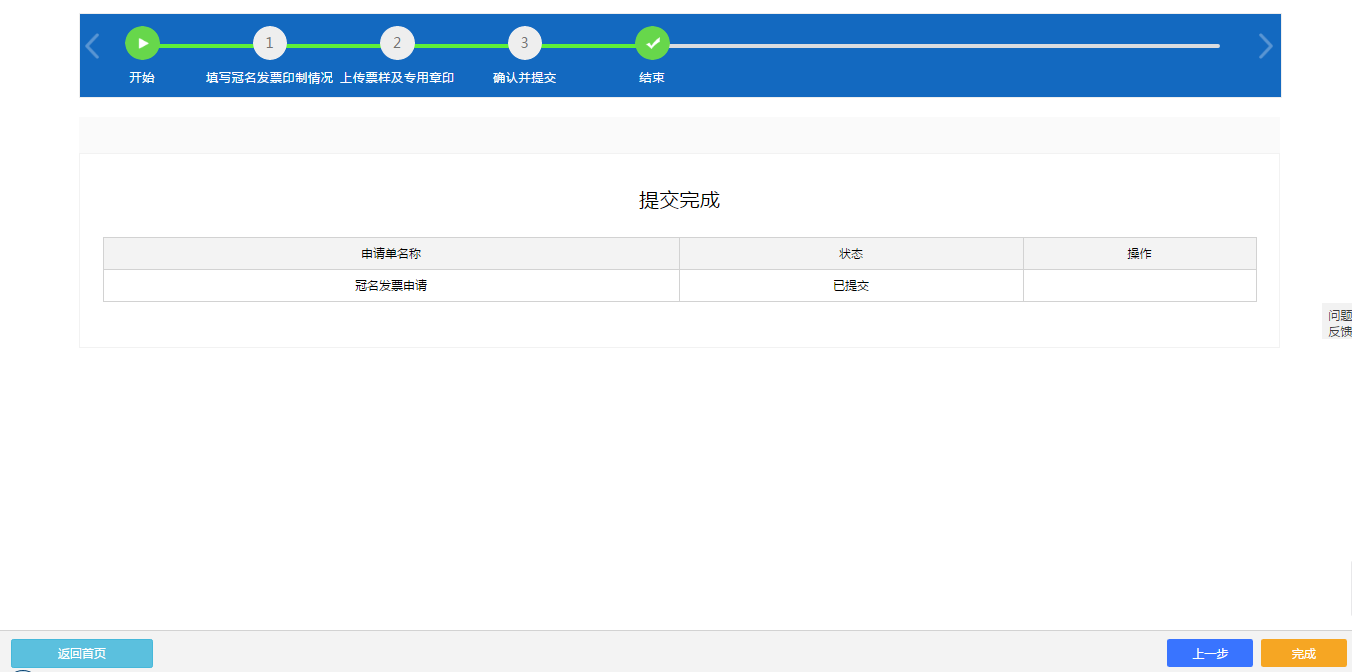 1 2 3
开始 填写冠名发票印制情况 上传票样及专用章印 确认并提交 结束
提交完成
申请单名称 状态 操作
冠名发票申请 已提交
问题
反馈
返回首页 上一步 完成